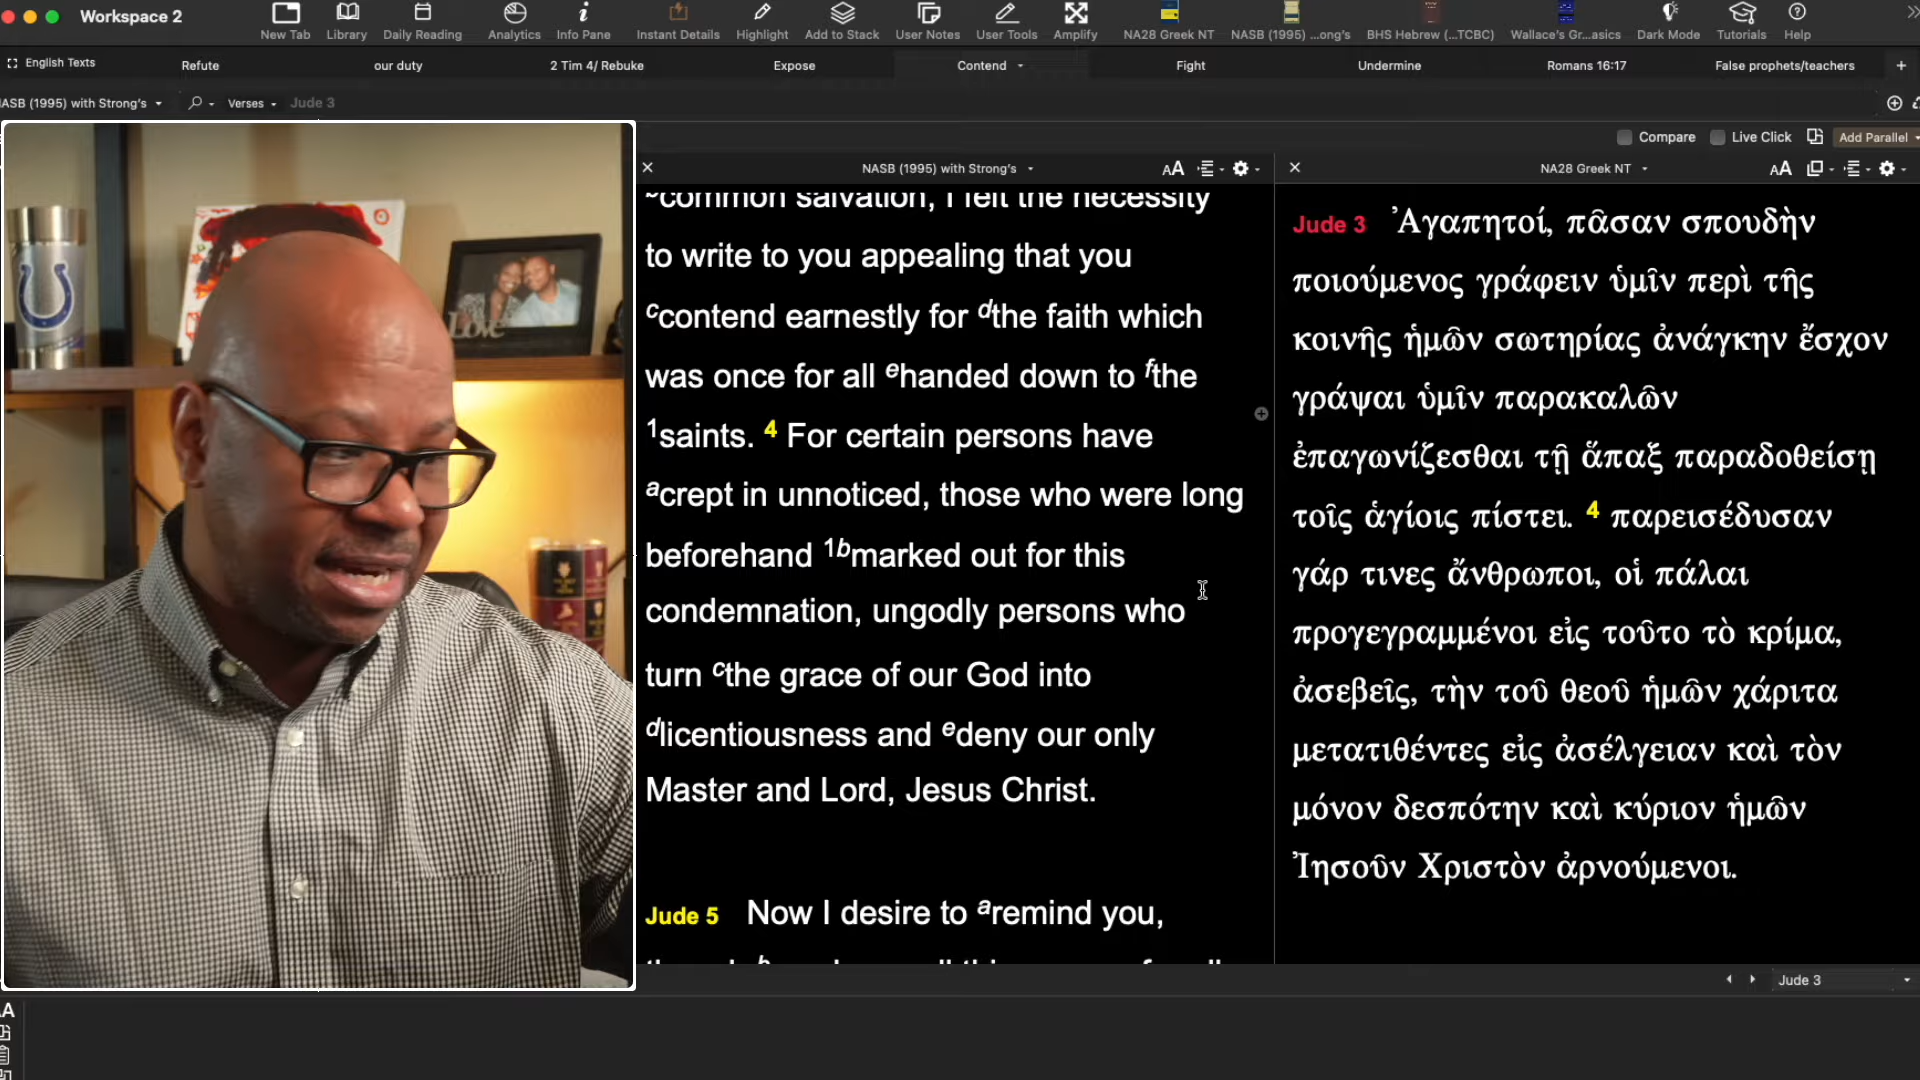 Workspace 2
New Tab
Library
Daily Reading
Analytics
Info Pane
Instant Details
Highlight
Add to Stack
User Notes
User Tools
Amplify
NA28 Greek NT
NASB (1995) ...ong's
BHS Hebrew (...TCBC)
Wallace's Gr...asics
Dark Mode
Tutorials
Help
English Texts
Refute
our duty
2 Tim 4/ Rebuke
Expose
Contend
Fight
Undermine
Romans 16:17
False prophets/teachers
ASB (1995) with Strong's
Verses
Jude 3
Compare
Live Click
Add Parallel
NASB (1995) with Strong's
AA
NA28 Greek NT
AA
common salvation, I felt the necessity
to write to you appealing that you
ccontend earnestly for dthe faith which
was once for all ehanded down to fthe
1saints. 4 For certain persons have
acrept in unnoticed, those who were long
beforehand 1bmarked out for this
condemnation, ungodly persons who
turn cthe grace of our God into
dlicentiousness and edeny our only
Master and Lord, Jesus Christ.
Jude 5 Now I desire to aremind you,
Jude 3 Ἀγαπητοί, πᾶσαν σπουδὴν
ποιούμενος γράφειν ὑμῖν περὶ τῆς
κοινῆς ἡμῶν σωτηρίας ἀνάγκην ἔσχον
γράψαι ὑμῖν παρακαλῶν
ἐπαγωνίζεσθαι τῇ ἅπαξ παραδοθείσῃ
τοῖς ἁγίοις πίστει. 4 παρεισέδυσαν
γάρ τινες ἄνθρωποι, οἱ πάλαι
προγεγραμμένοι εἰς τοῦτο τὸ κρίμα,
ἀσεβεῖς, τὴν τοῦ θεοῦ ἡμῶν χάριτα
μετατιθέντες εἰς ἀσέλγειαν καὶ τὸν
μόνον δεσπότην καὶ κύριον ἡμῶν
Ἰησοῦν Χριστὸν ἀρνούμενοι.
Jude 3
Love
AA